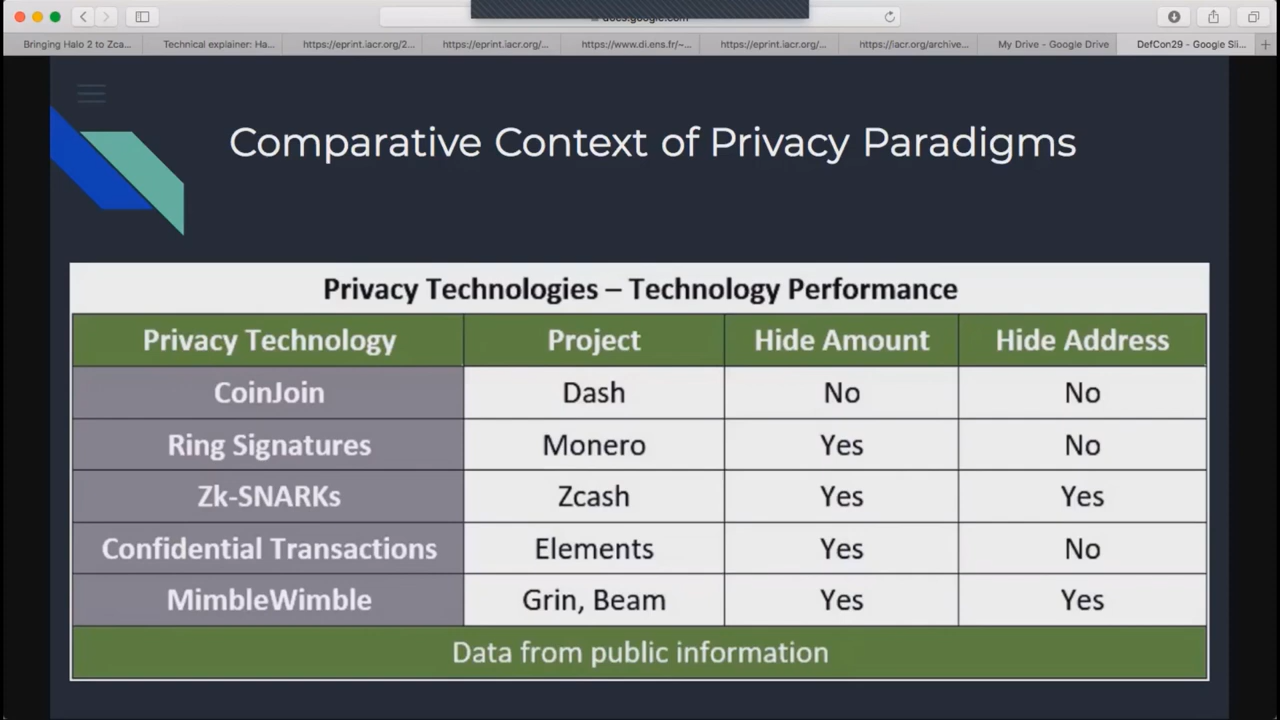 docs.google.com
Bringing Halo 2 to Zca...
Technical explainer: Ha...
https://eprint.iacr.org/2...
https://eprint.iacr.org/...
https://www.di.ens.fr/~...
https://eprint.iacr.org/...
https://iacr.org/archive...
My Drive - Google Drive
DefCon29 - Google Sli...
Comparative Context of Privacy Paradigms
Privacy Technologies – Technology Performance
Privacy Technology Project Hide Amount Hide Address
CoinJoin Dash No No
Ring Signatures Monero Yes No
Zk-SNARKs Zcash Yes Yes
Confidential Transactions Elements Yes No
MimbleWimble Grin, Beam Yes Yes
Data from public information